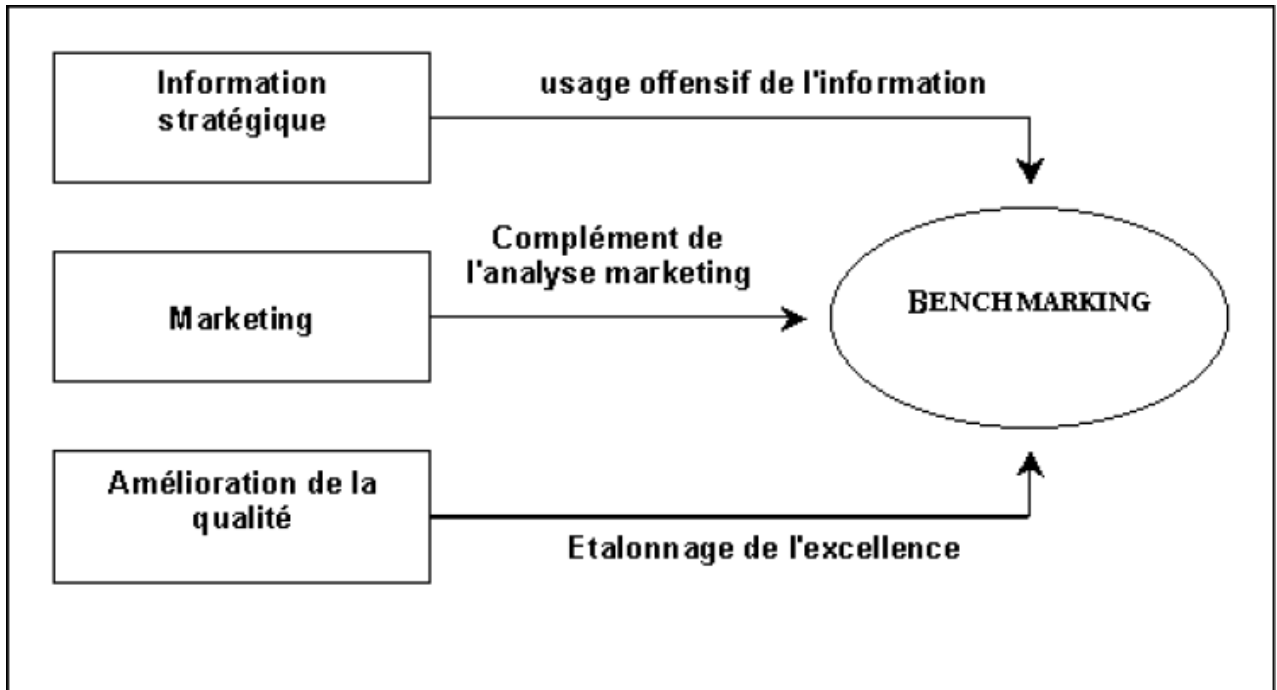 Information
stratégique
usage offensif de l'information
Complément de
l'analyse marketing
Marketing
BENCHMARKING
Amélioration de la
qualité
Etalonnage de l'excellence